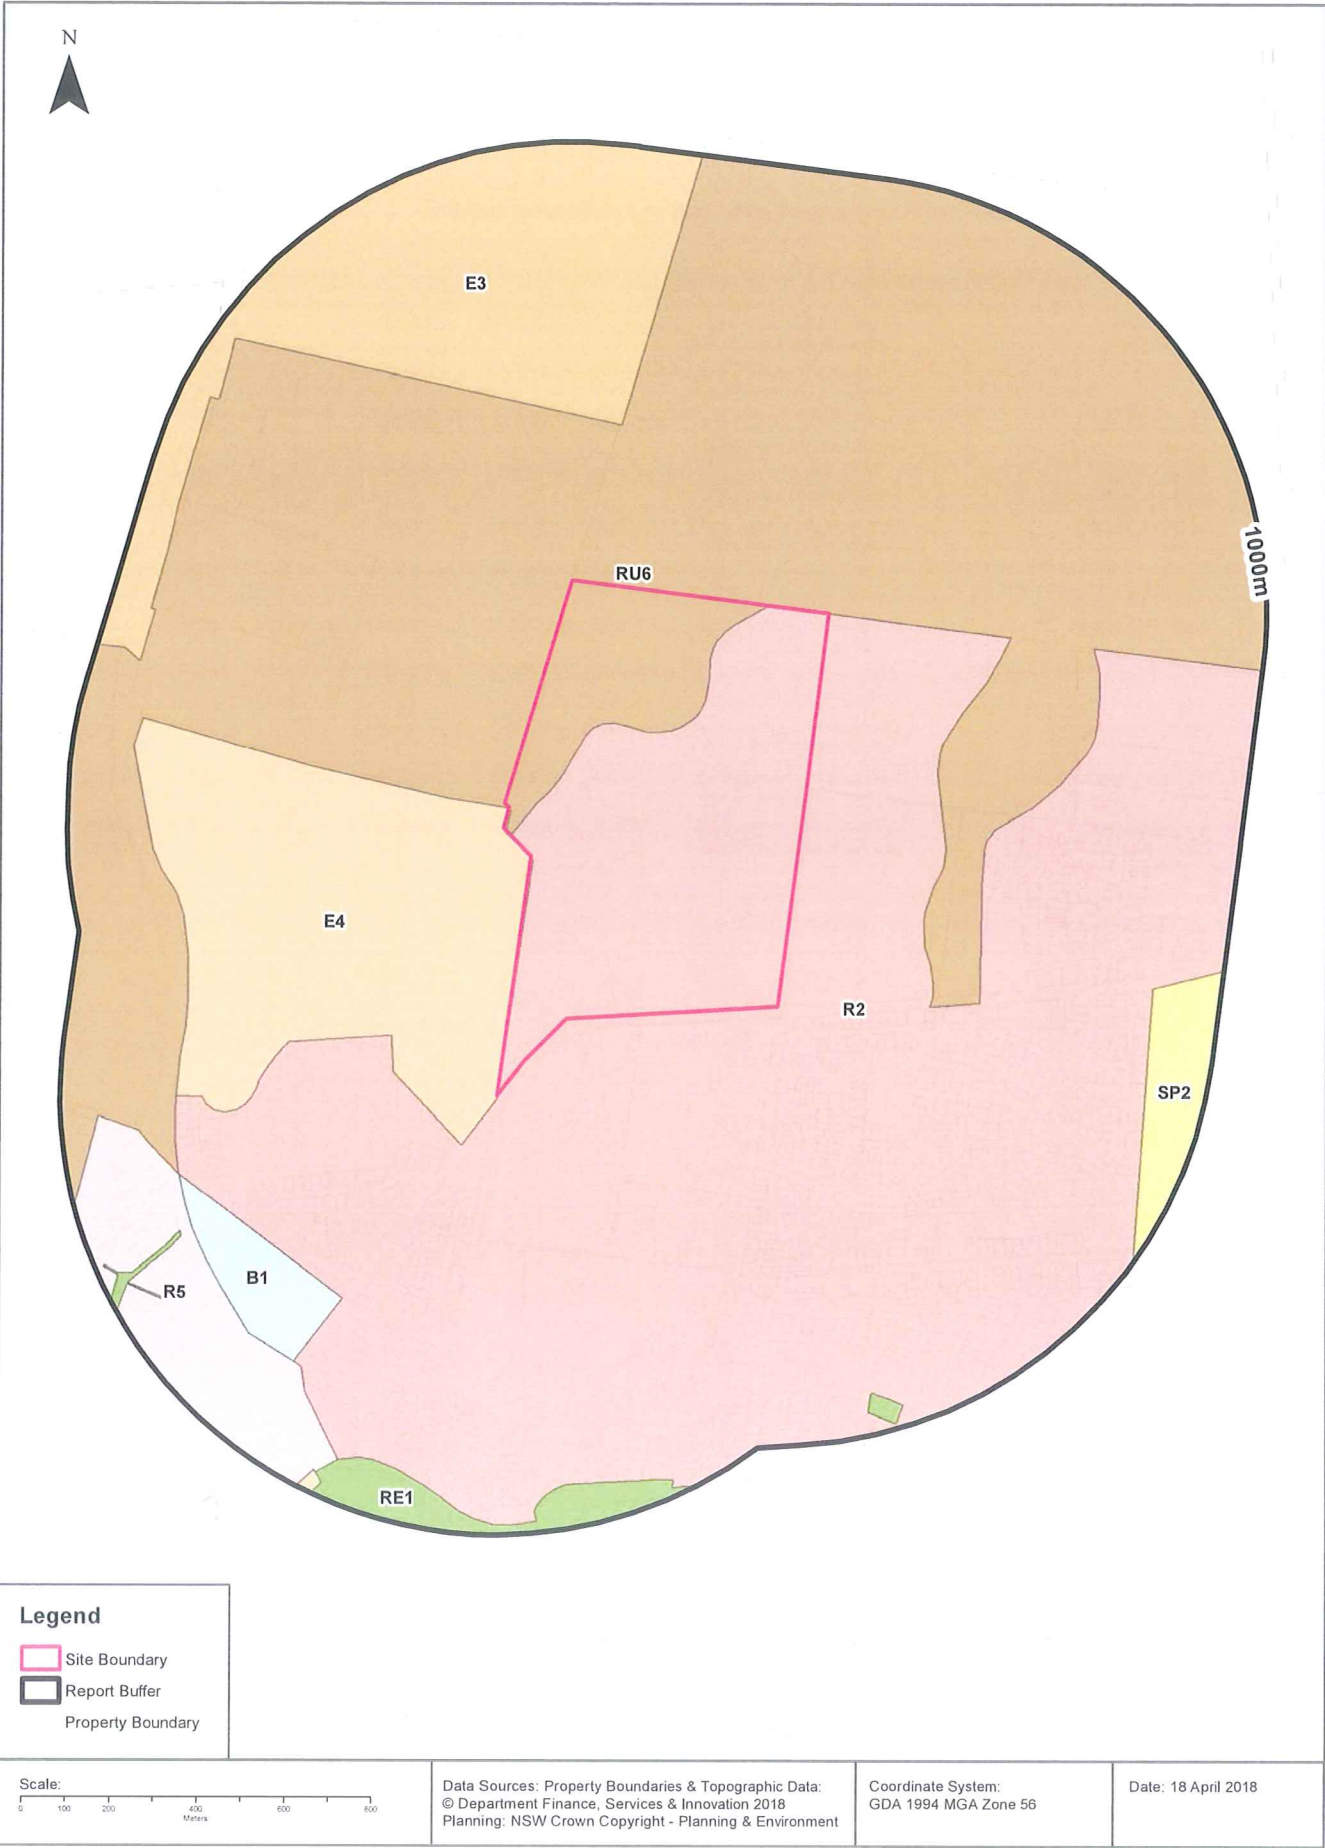 N
E3
1000m
RU6
E4
R2
SP2
B1
R5
RE1
Legend
Site Boundary
Report Buffer
Property Boundary
Scale:
0 100 200 400 600 800
Meters
Data Sources: Property Boundaries & Topographic Data:
© Department Finance, Services & Innovation 2018
Planning: NSW Crown Copyright - Planning & Environment
Coordinate System:
GDA 1994 MGA Zone 56
Date: 18 April 2018